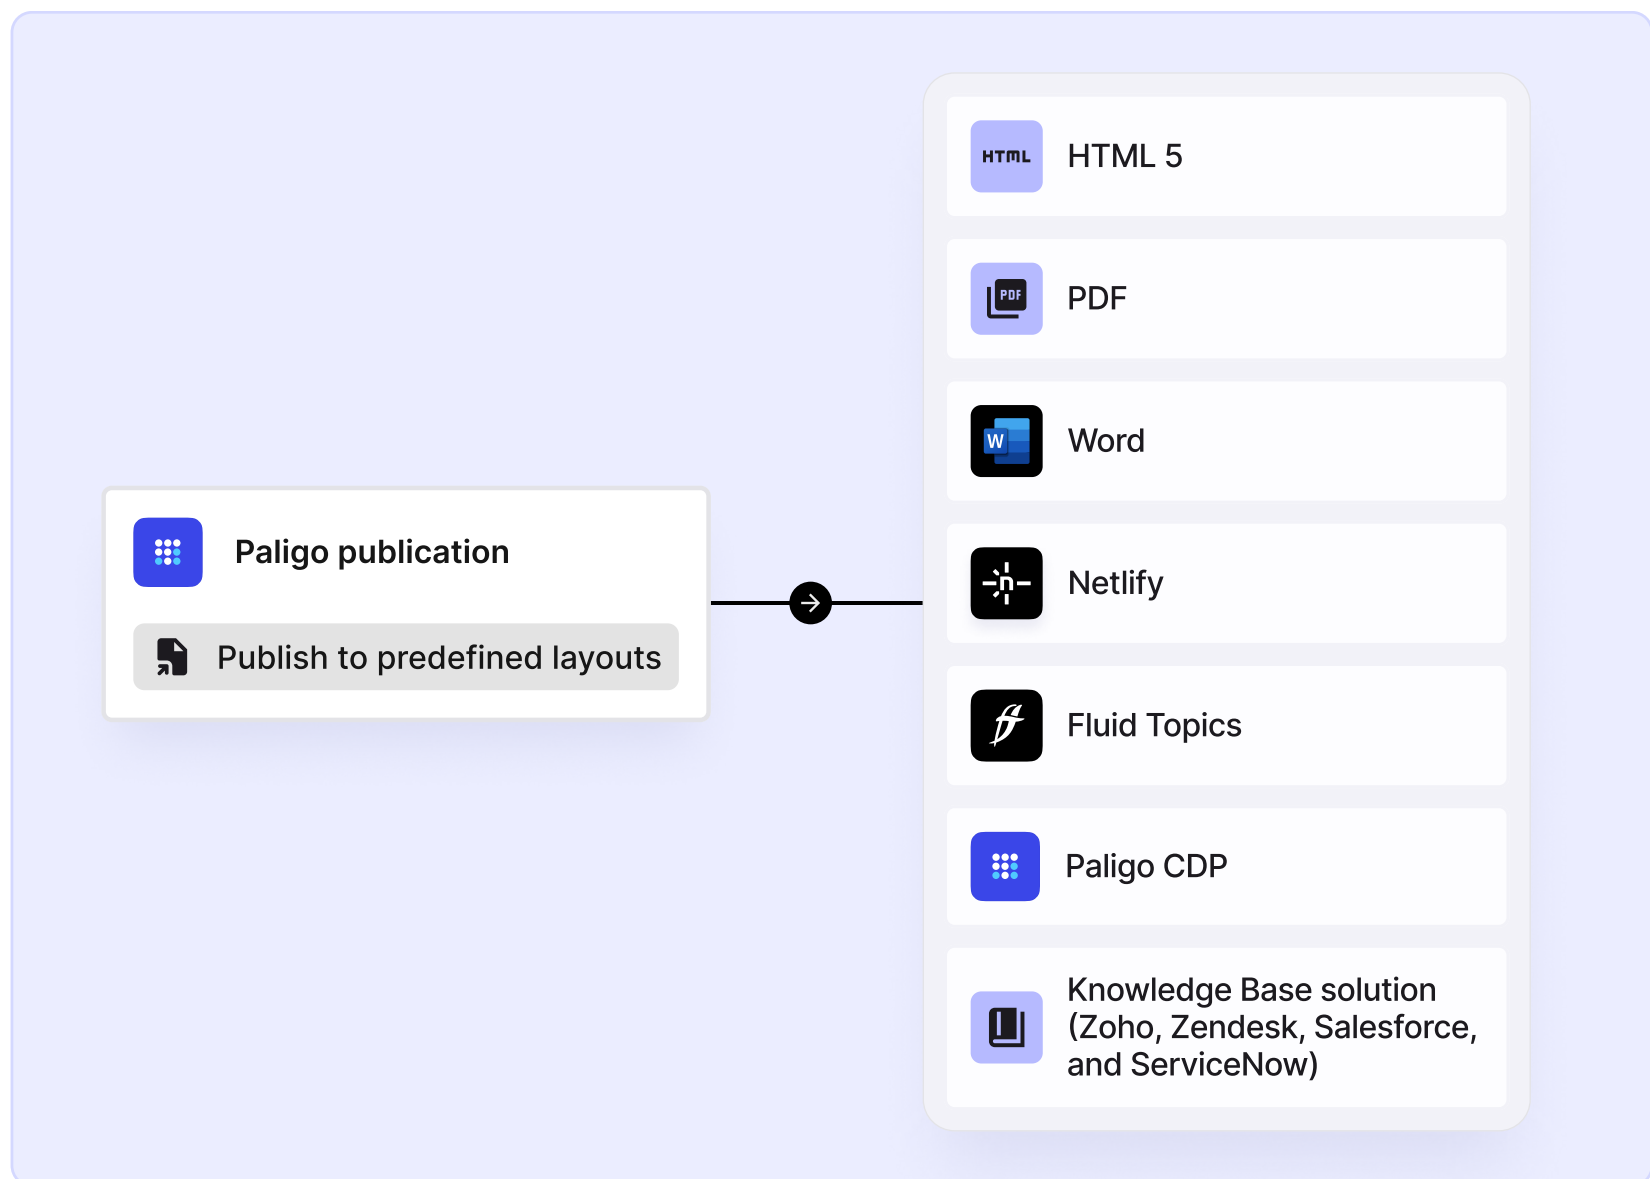 Paligo publication
Publish to predefined layouts
HTML
HTML 5
PDF
PDF
W
Word
n
Netlify
Fluid Topics
Paligo CDP
Knowledge Base solution
(Zoho, Zendesk, Salesforce,
and ServiceNow)